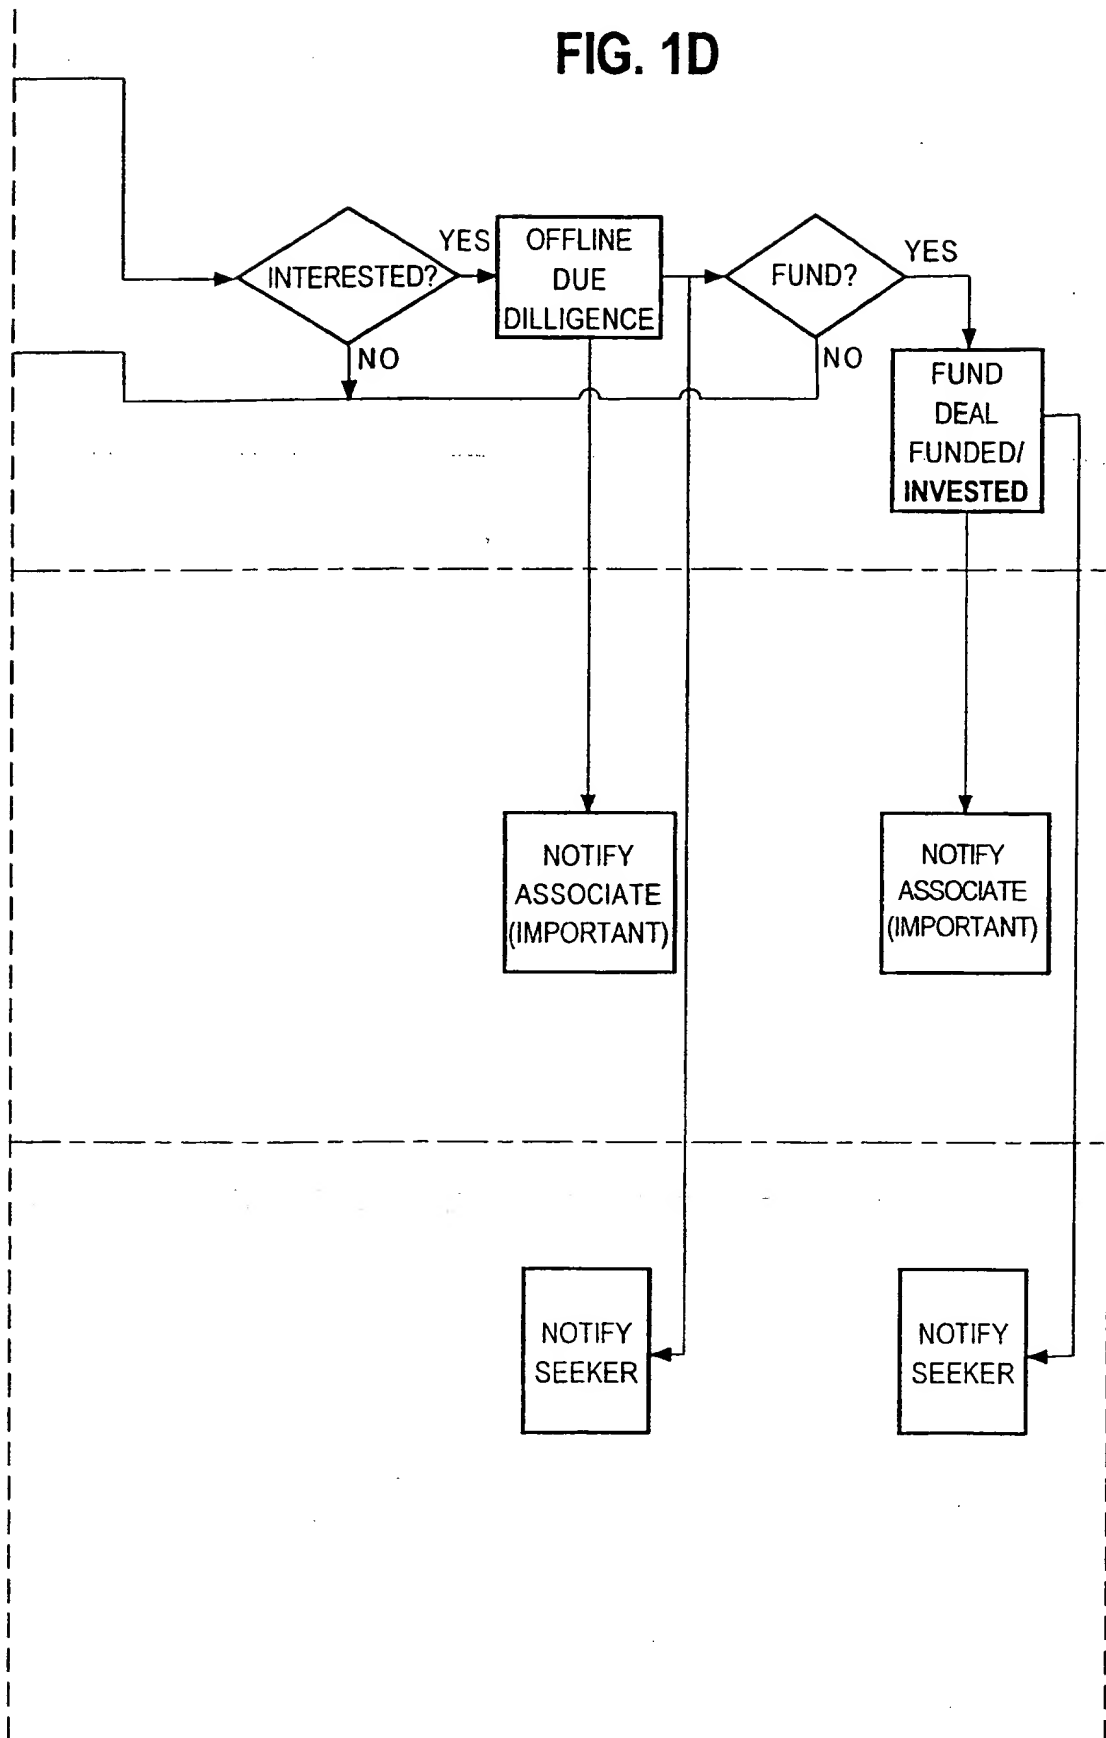 FIG. 1D
INTERESTED?
YES
NO
OFFLINE
DUE
DILLIGENCE
FUND?
YES
NO
FUND
DEAL
FUNDED/
INVESTED
NOTIFY
ASSOCIATE
(IMPORTANT)
NOTIFY
ASSOCIATE
(IMPORTANT)
NOTIFY
SEEKER
NOTIFY
SEEKER